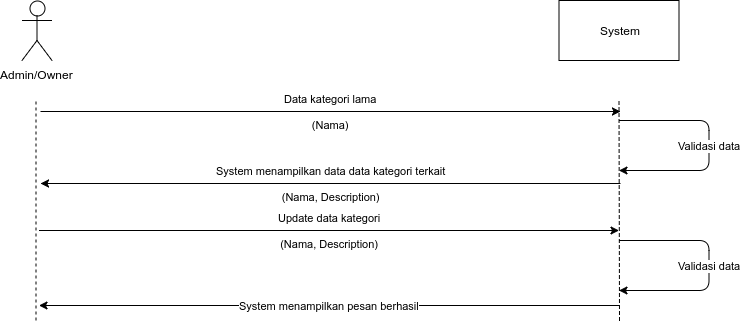 System
Admin/Owner
Data kategori lama
(Nama)
Validasi data
System menampilkan data data kategori terkait
(Nama, Description)
Update data kategori
(Nama, Description)
Validasi data
System menampilkan pesan berhasil